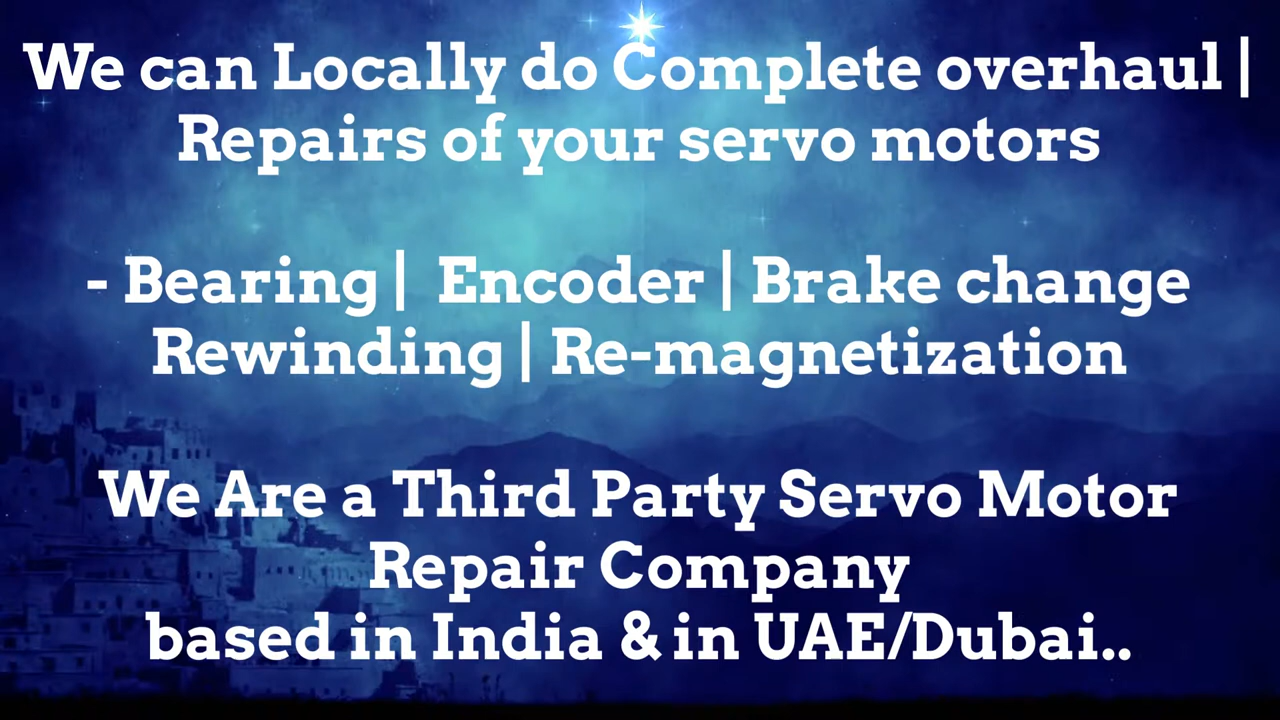 We can Locally do Complete overhaul |
Repairs of your servo motors
- Bearing | Encoder | Brake change
Rewinding | Re-magnetization
We Are a Third Party Servo Motor
Repair Company
based in India & in UAE/Dubai..